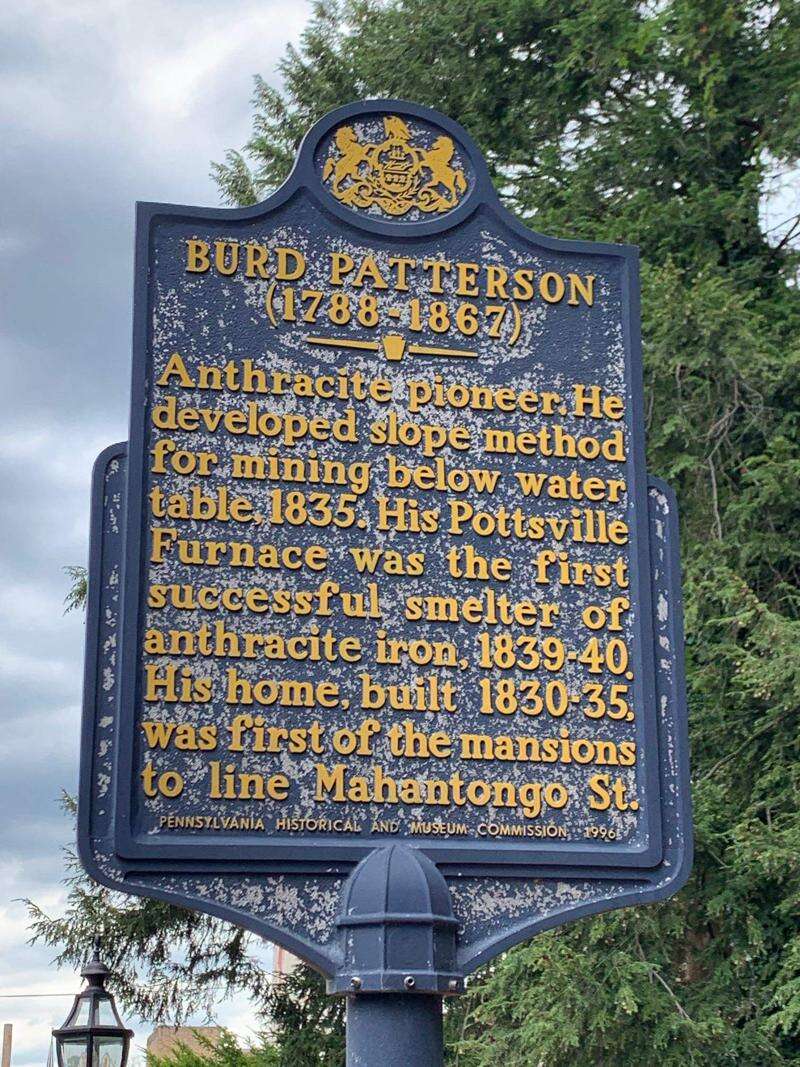 BURD PATTERSON
(1788-1867)
Anthracite pioneer. He
developed slope method
for mining below water
table, 1835. His Pottsville
Furnace was the first
successful smelter of
anthracite iron, 1839-40.
His home, built 1830-35,
was first of the mansions
to line Mahantongo St.
PENNSYLVANIA HISTORICAL AND MUSEUM COMMISSION 1996